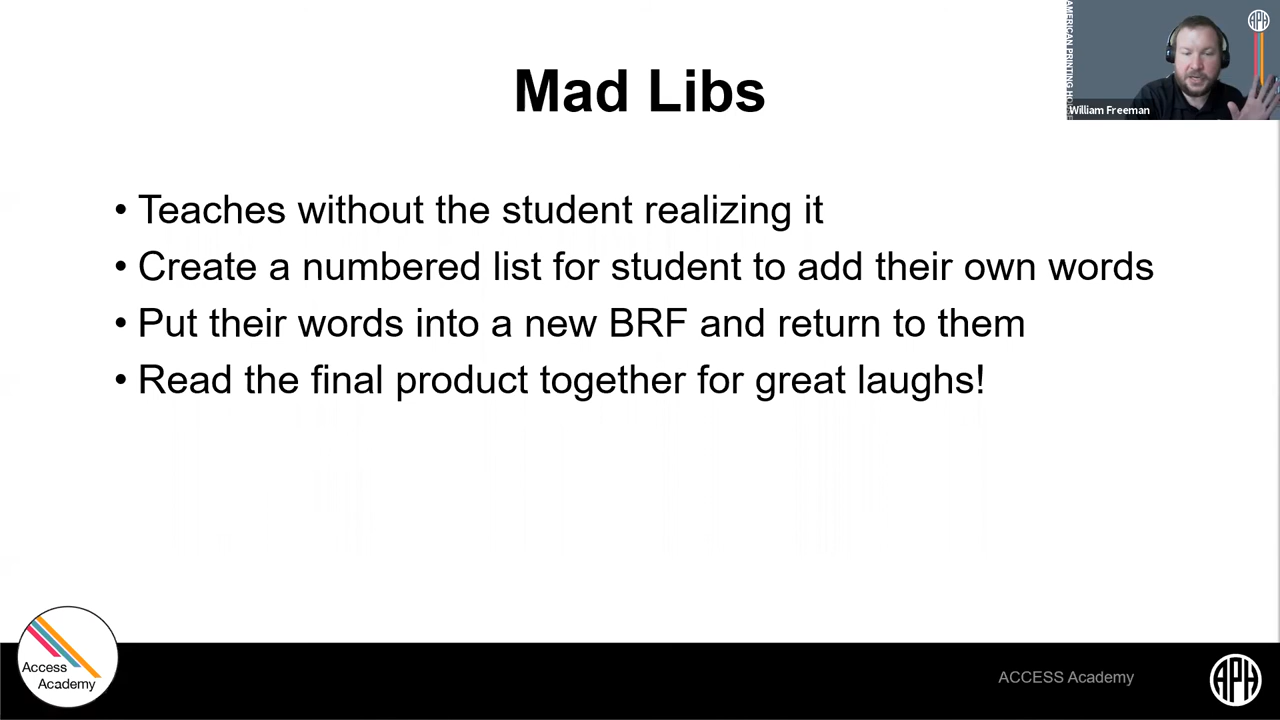 Mad Libs
• Teaches without the student realizing it
• Create a numbered list for student to add their own words
• Put their words into a new BRF and return to them
• Read the final product together for great laughs!
AMERICAN PRINTING HOUSE
APH
William Freeman
Access
Academy
ACCESS Academy
APH